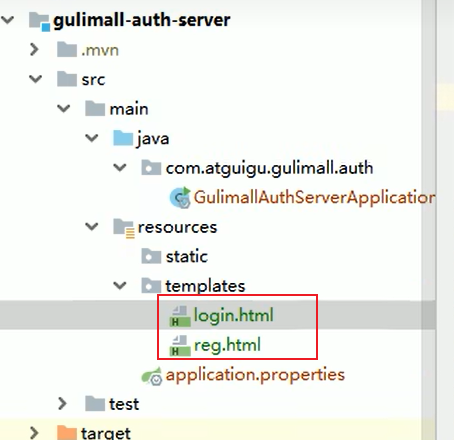 gulimall-auth-server
.mvn
src
main
java
com.atguigu.gulimall.auth
GulimallAuthServerApplication
resources
static
templates
login.html
reg.html
application.properties
test
target